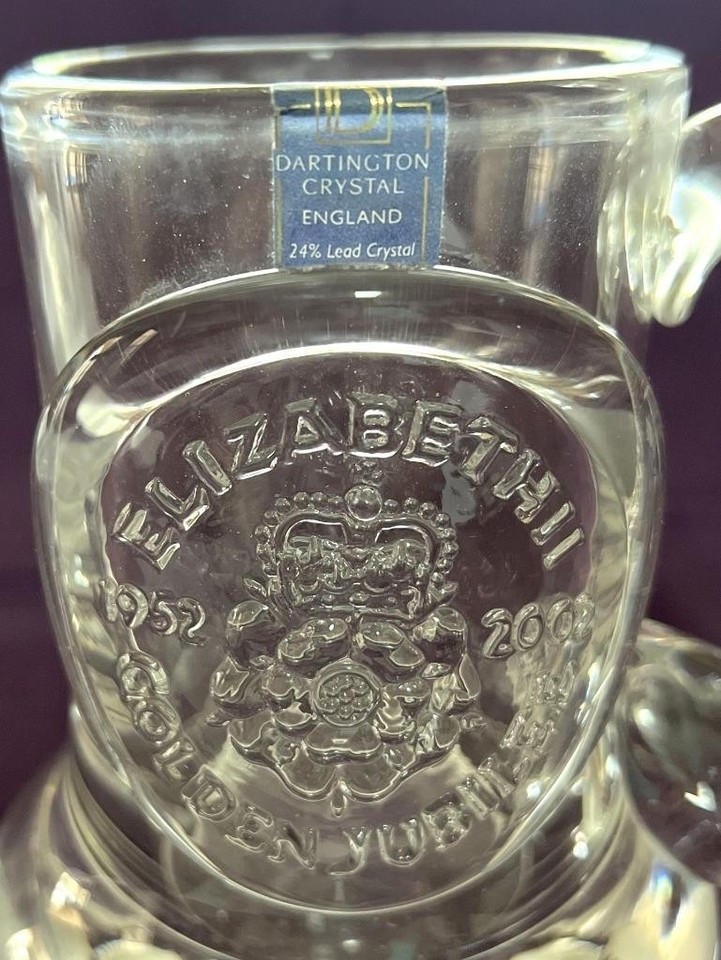 D
DARTINGTON
CRYSTAL
ENGLAND
24% Lead Crystal
ELIZABETH II
1952 2002
GOLDEN JUBILEE